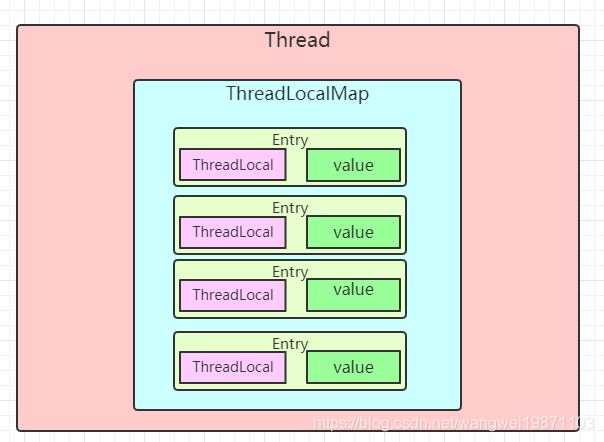 Thread
ThreadLocalMap
Entry
ThreadLocal value
Entry
ThreadLocal value
Entry
ThreadLocal value
Entry
ThreadLocal value
https://blog.csdn.net/wangwei19871103